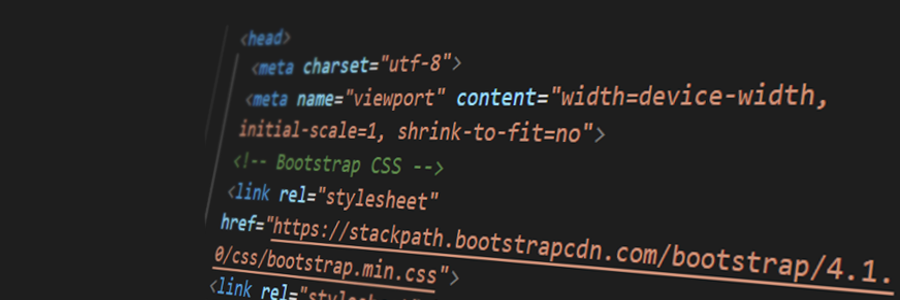 <head>
<meta charset="utf-8">
<meta name="viewport" content="width=device-width,
initial-scale=1, shrink-to-fit=no">
<!-- Bootstrap CSS -->
<link rel="stylesheet"
href="https://stackpath.bootstrapcdn.com/bootstrap/4.1.
0/css/bootstrap.min.css">
<link rel="stylesheet"